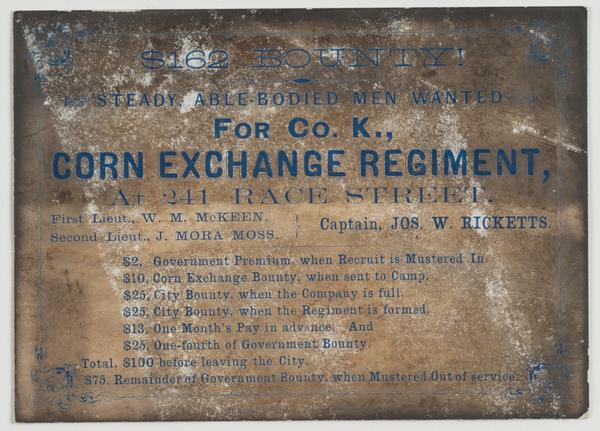 $162 BOUNTY!
STEADY, ABLE-BODIED MEN WANTED
FOR CO. K.,
CORN EXCHANGE REGIMENT,
At 241 RACE STREET.
First Lieut., W. M. McKEEN.
Second Lieut., J. MORA MOSS.
Captain, JOS. W. RICKETTS.
$2, Government Premium, when Recruit is Mustered In.
$10, Corn Exchange Bounty, when sent to Camp.
$25, City Bounty, when the Company is full.
$25, City Bounty, when the Regiment is formed.
$13, One Month's Pay in advance. And
$25, One-fourth of Government Bounty.
Total, $100 before leaving the City.
$75, Remainder of Government Bounty, when Mustered Out of service.